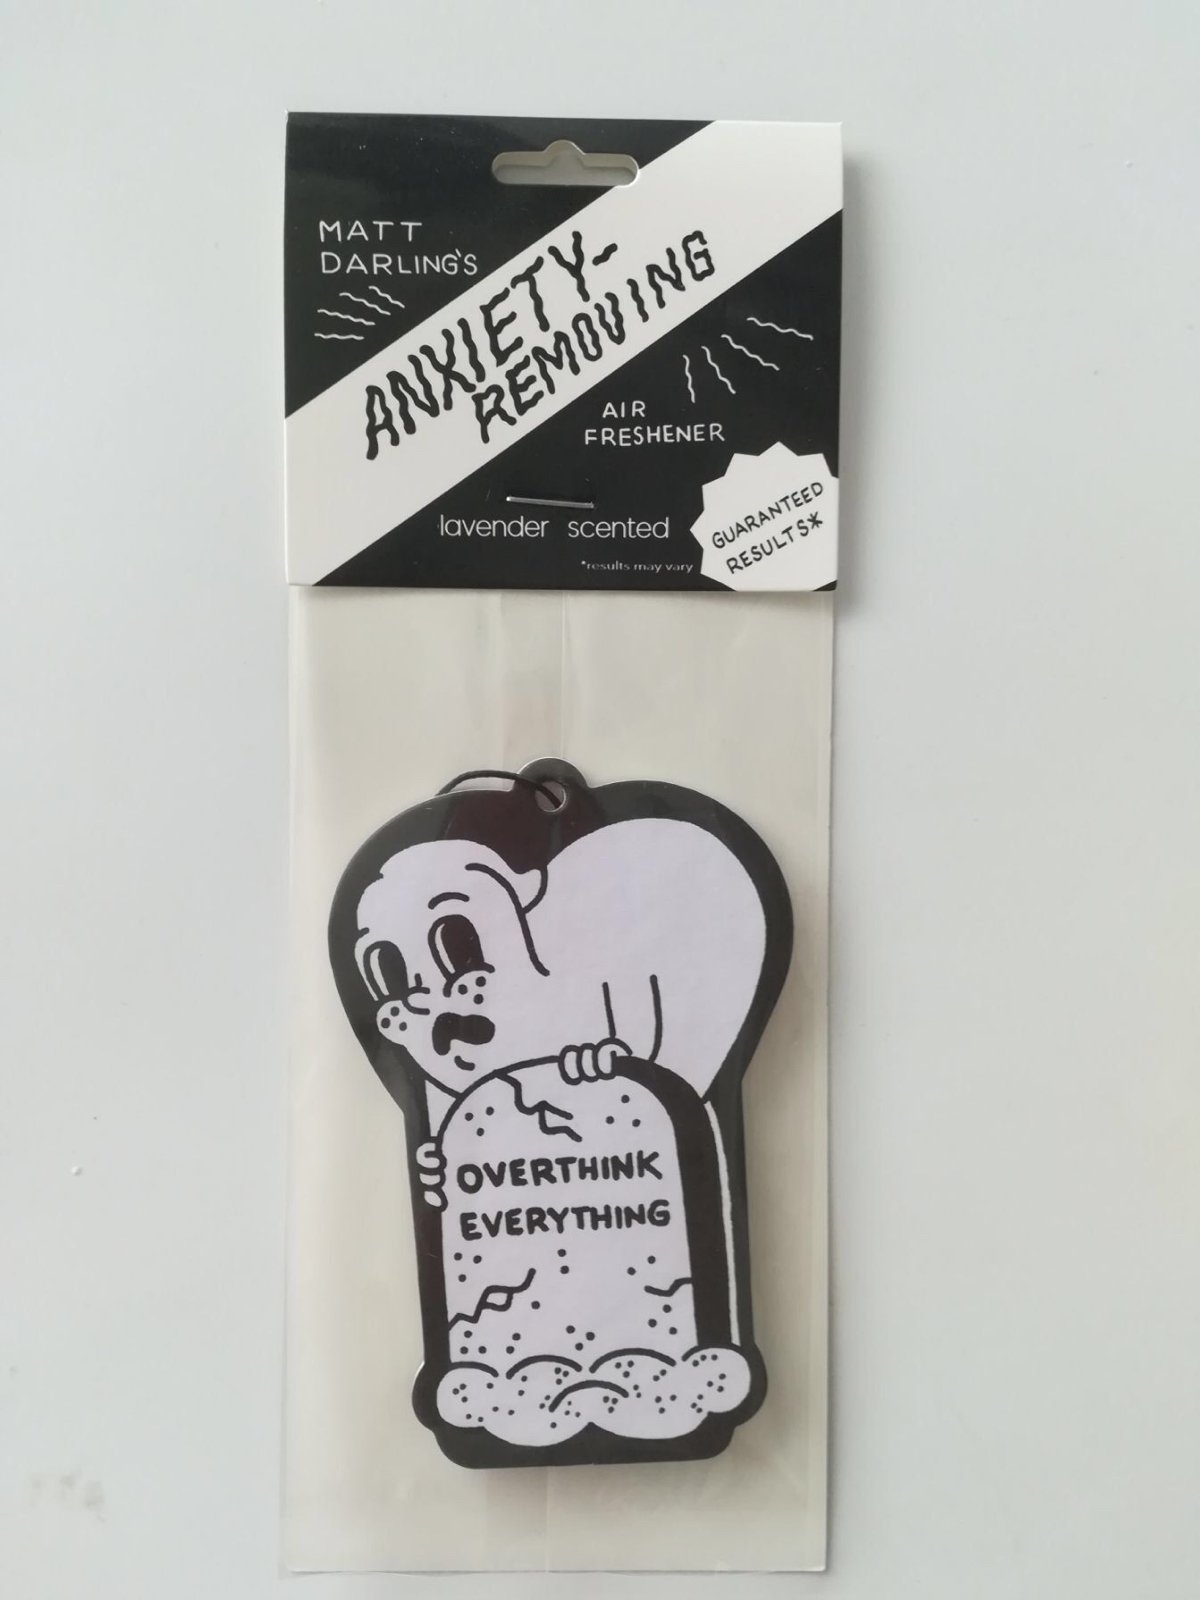 MATT
DARLING'S
ANXIETY-
REMOVING
AIR
FRESHENER
lavender scented
GUARANTEED
RESULTS*
*results may vary
OVERTHINK
EVERYTHING